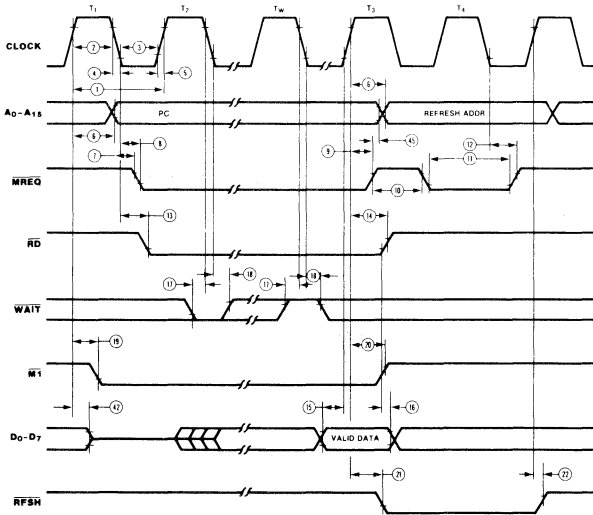 T1 T2 TW T3 T4
CLOCK
2 3
4 5
1 6
A0-A15 PC REFRESH ADDR
6 8 45 12
7 9 11
MREQ
10
13 14
RD
17 18 17 18
WAIT
19 20
M1
42 15 16
D0-D7 VALID DATA
21 22
RFSH